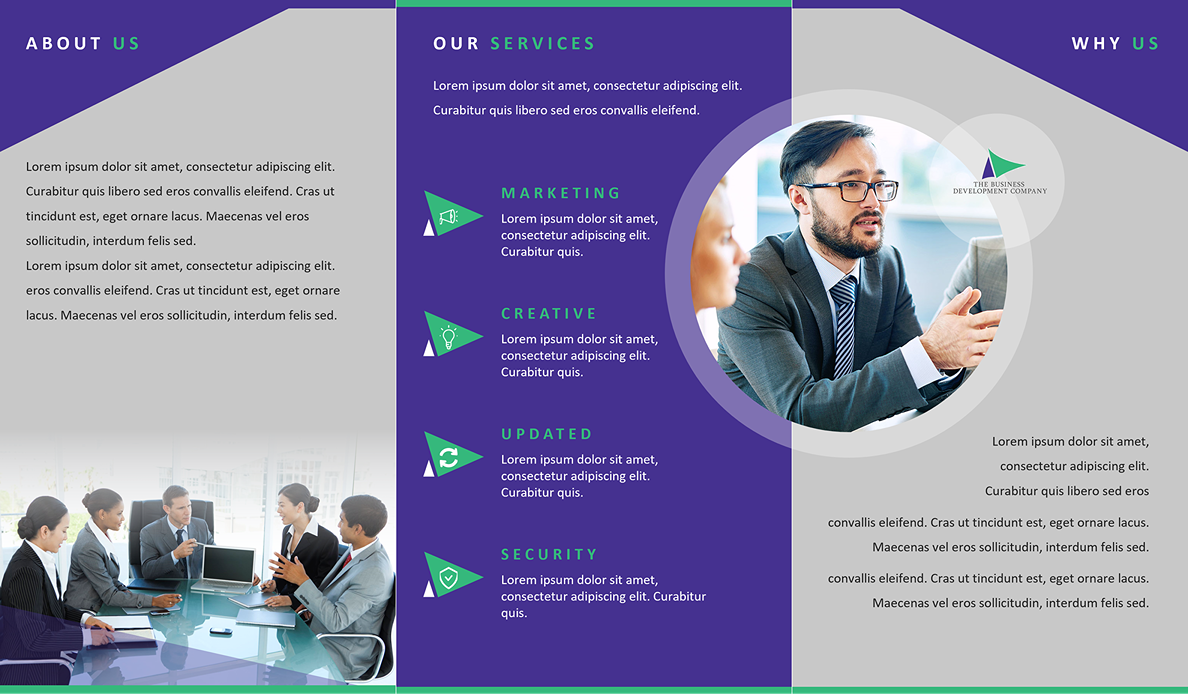 ABOUT US
Lorem ipsum dolor sit amet, consectetur adipiscing elit.
Curabitur quis libero sed eros convallis eleifend. Cras ut
tincidunt est, eget ornare lacus. Maecenas vel eros
sollicitudin, interdum felis sed.
Lorem ipsum dolor sit amet, consectetur adipiscing elit.
eros convallis eleifend. Cras ut tincidunt est, eget ornare
lacus. Maecenas vel eros sollicitudin, interdum felis sed.
OUR SERVICES
Lorem ipsum dolor sit amet, consectetur adipiscing elit.
Curabitur quis libero sed eros convallis eleifend.
MARKETING
Lorem ipsum dolor sit amet,
consectetur adipiscing elit.
Curabitur quis.
CREATIVE
Lorem ipsum dolor sit amet,
consectetur adipiscing elit.
Curabitur quis.
UPDATED
Lorem ipsum dolor sit amet,
consectetur adipiscing elit.
Curabitur quis.
SECURITY
Lorem ipsum dolor sit amet,
consectetur adipiscing elit. Curabitur
quis.
WHY US
THE BUSINESS
DEVELOPMENT COMPANY
Lorem ipsum dolor sit amet,
consectetur adipiscing elit.
Curabitur quis libero sed eros
convallis eleifend. Cras ut tincidunt est, eget ornare lacus.
Maecenas vel eros sollicitudin, interdum felis sed.
convallis eleifend. Cras ut tincidunt est, eget ornare lacus.
Maecenas vel eros sollicitudin, interdum felis sed.